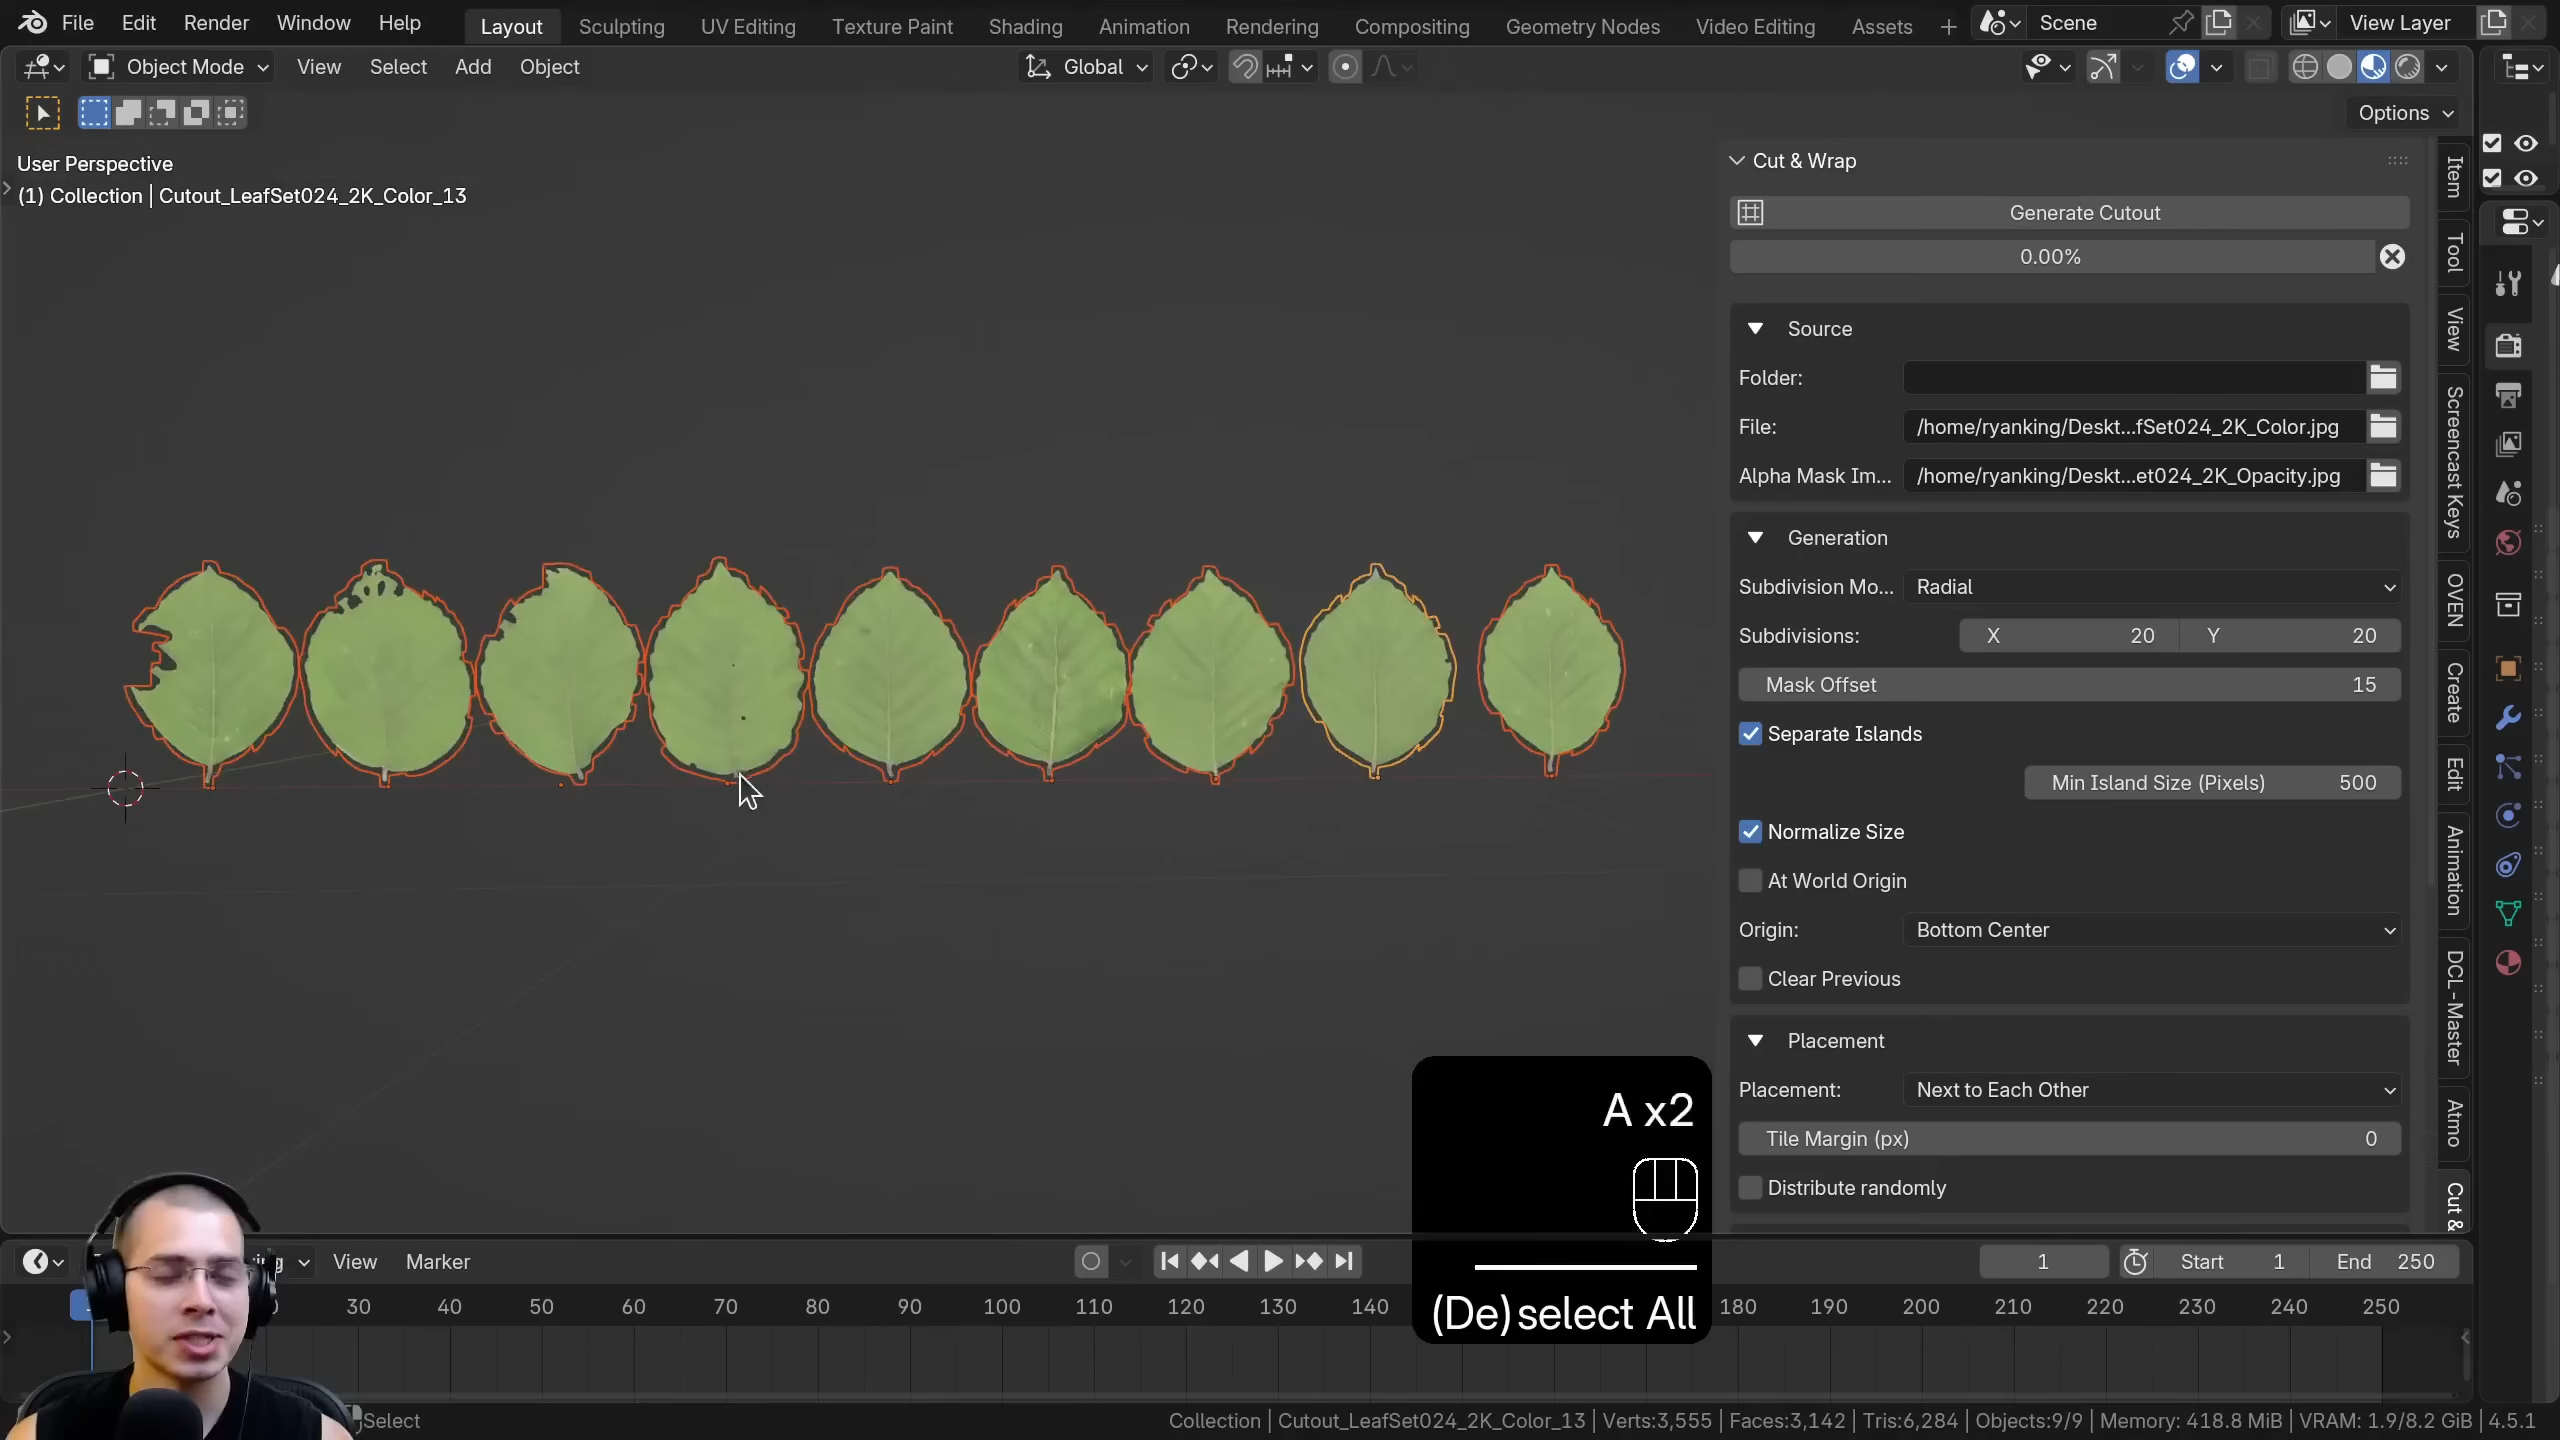 File Edit Render Window Help Layout Sculpting UV Editing Texture Paint Shading Animation Rendering Compositing Geometry Nodes Video Editing Assets Scene View Layer
Object Mode View Select Add Object Global
Options
User Perspective
(1) Collection | Cutout_LeafSet024_2K_Color_13
Cut & Wrap
Generate Cutout
0.00%
Source
Folder:
File: /home/ryanking/Deskt...fSet024_2K_Color.jpg
Alpha Mask Im... /home/ryanking/Deskt...et024_2K_Opacity.jpg
Generation
Subdivision Mo... Radial
Subdivisions: X 20 Y 20
Mask Offset 15
Separate Islands
Min Island Size (Pixels) 500
Normalize Size
At World Origin
Origin: Bottom Center
Clear Previous
Placement
Placement: Next to Each Other
Tile Margin (px) 0
Distribute randomly
Item
Tool
View
Screencast Keys
OVEN
Create
Edit
Animation
DCL-Master
Atmo
Cut &
A x2
(De)select All
View Marker 1 Start 1 End 250
30 40 50 60 70 80 90 100 110 120 130 140 180 190 200 210 220 230 240 250
Select
Collection | Cutout_LeafSet024_2K_Color_13 | Verts:3,555 | Faces:3,142 | Tris:6,284 | Objects:9/9 | Memory: 418.8 MiB | VRAM: 1.9/8.2 GiB | 4.5.1